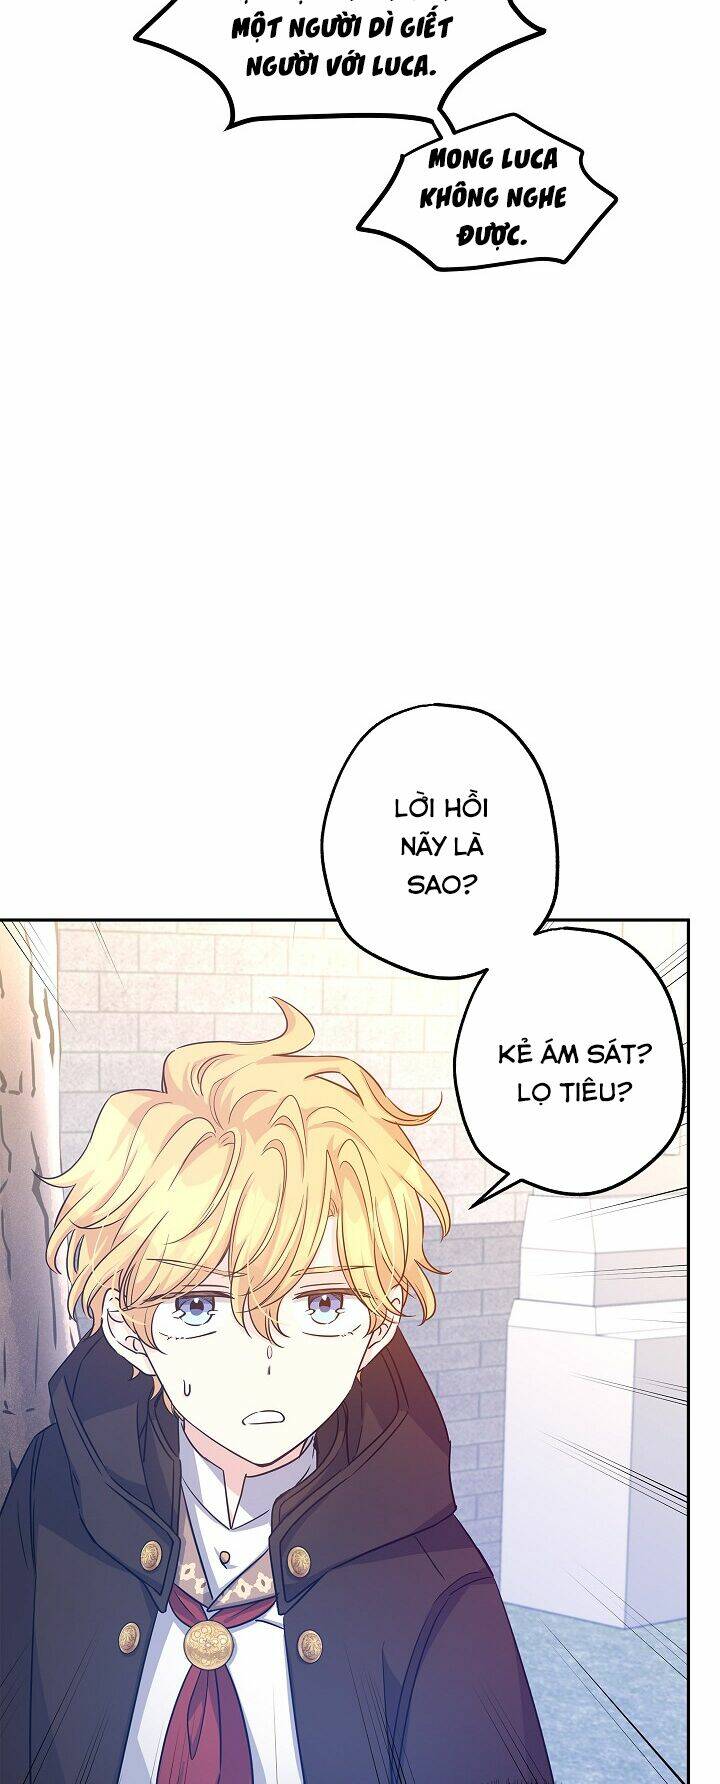 MỘT NGƯỜI DÌ GIẾT
NGƯỜI VỚI LUCA.
MONG LUCA
KHÔNG NGHE
ĐƯỢC.
LỜI HỒI
NÃY LÀ
SAO?
KẺ ÁM SÁT?
LỌ TIÊU?